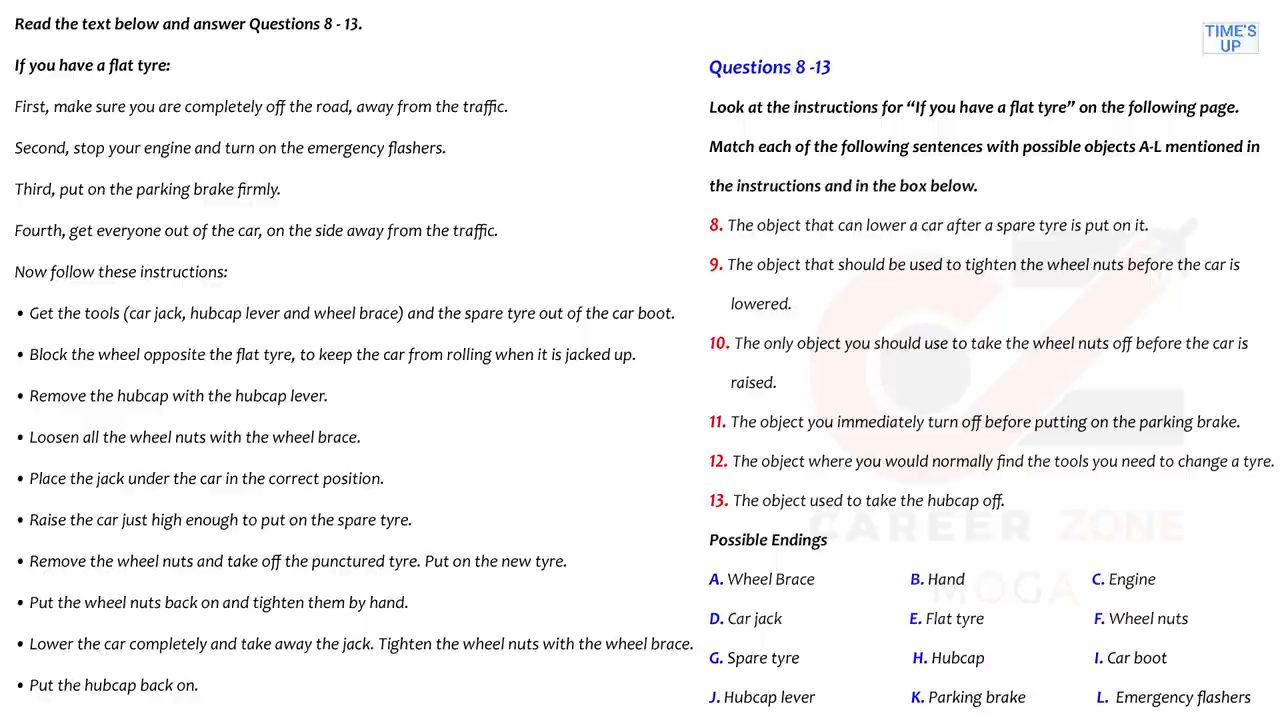 Read the text below and answer Questions 8 - 13.
If you have a flat tyre:
First, make sure you are completely off the road, away from the traffic.
Second, stop your engine and turn on the emergency flashers.
Third, put on the parking brake firmly.
Fourth, get everyone out of the car, on the side away from the traffic.
Now follow these instructions:
• Get the tools (car jack, hubcap lever and wheel brace) and the spare tyre out of the car boot.
• Block the wheel opposite the flat tyre, to keep the car from rolling when it is jacked up.
• Remove the hubcap with the hubcap lever.
• Loosen all the wheel nuts with the wheel brace.
• Place the jack under the car in the correct position.
• Raise the car just high enough to put on the spare tyre.
• Remove the wheel nuts and take off the punctured tyre. Put on the new tyre.
• Put the wheel nuts back on and tighten them by hand.
• Lower the car completely and take away the jack. Tighten the wheel nuts with the wheel brace.
• Put the hubcap back on.
TIME'S
UP
Questions 8 -13
Look at the instructions for “If you have a flat tyre” on the following page.
Match each of the following sentences with possible objects A-L mentioned in
the instructions and in the box below.
8. The object that can lower a car after a spare tyre is put on it.
9. The object that should be used to tighten the wheel nuts before the car is
lowered.
10. The only object you should use to take the wheel nuts off before the car is
raised.
11. The object you immediately turn off before putting on the parking brake.
12. The object where you would normally find the tools you need to change a tyre.
13. The object used to take the hubcap off.
Possible Endings
A. Wheel Brace B. Hand C. Engine
D. Car jack E. Flat tyre F. Wheel nuts
G. Spare tyre H. Hubcap I. Car boot
J. Hubcap lever K. Parking brake L. Emergency flashers
CAREER ZONE
MOGA